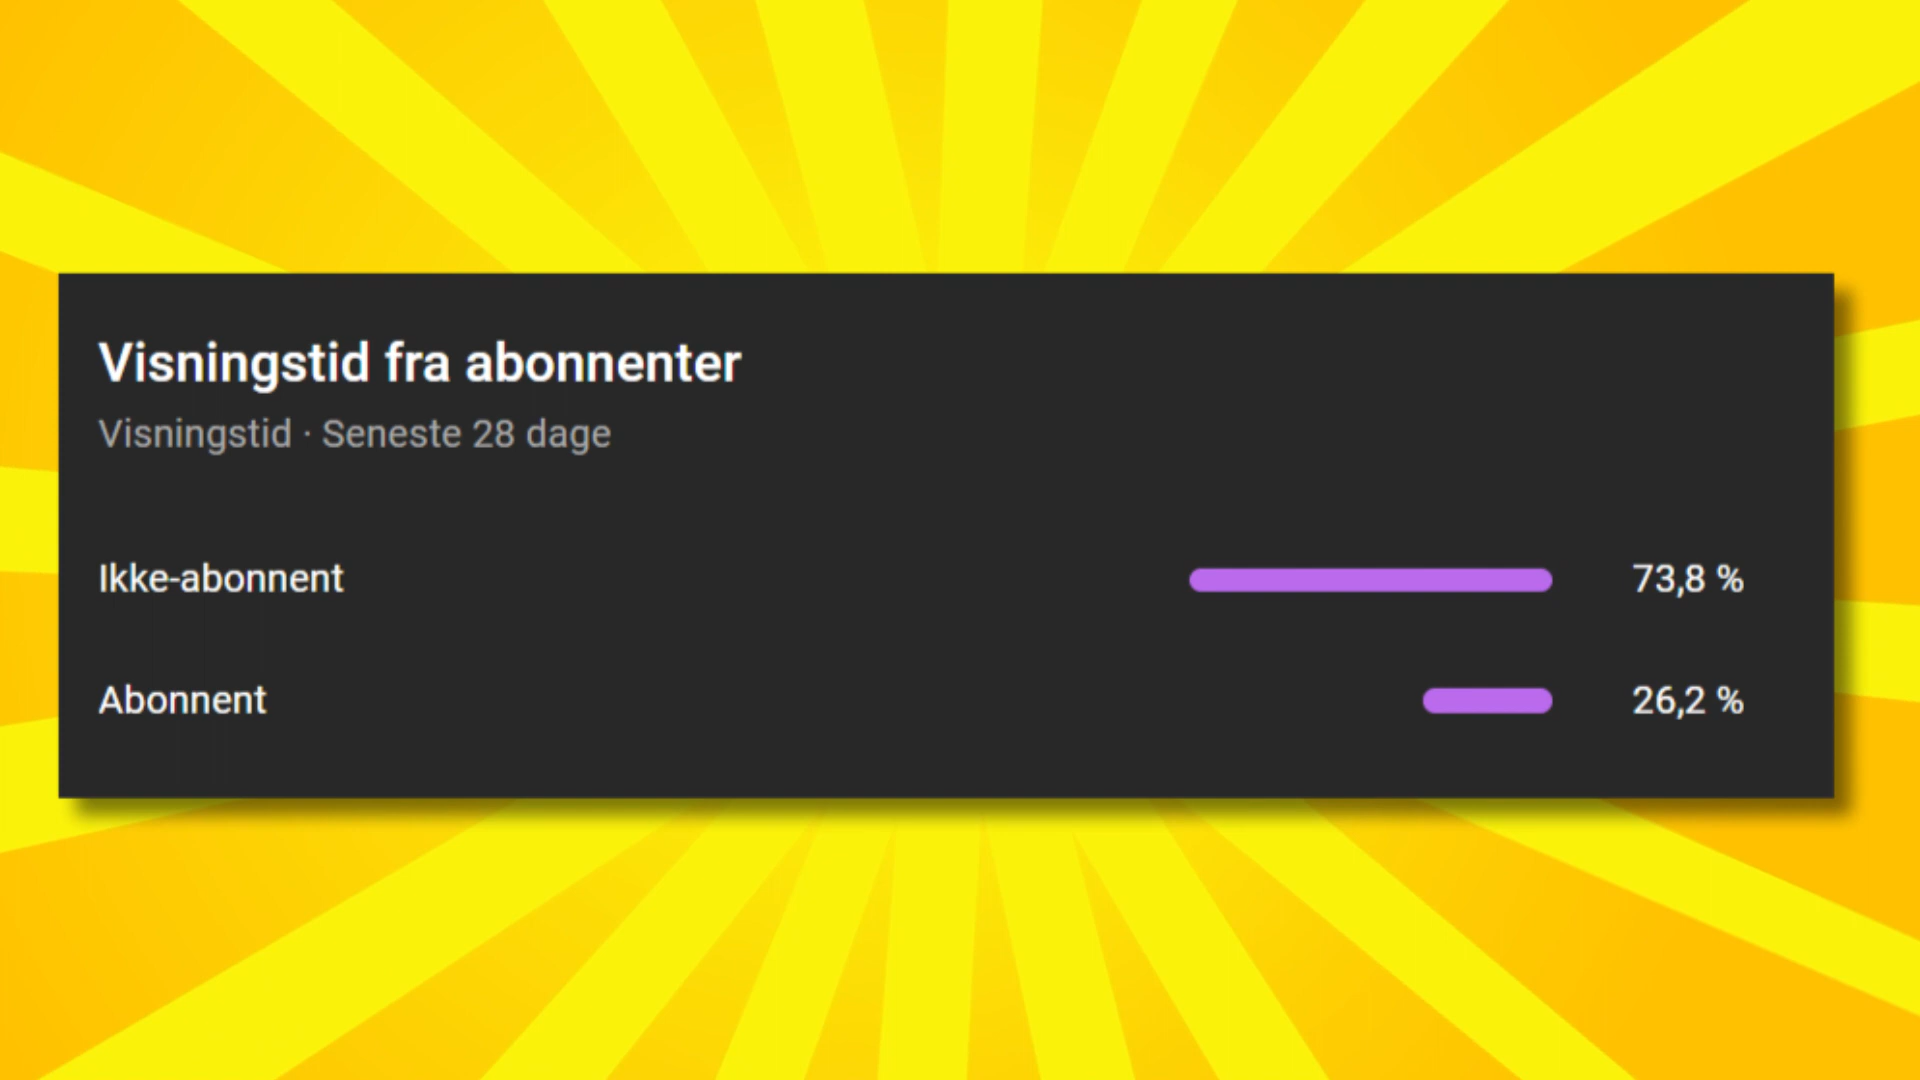 Visningstid fra abonnenter
Visningstid · Seneste 28 dage
Ikke-abonnent 73,8 %
Abonnent 26,2 %